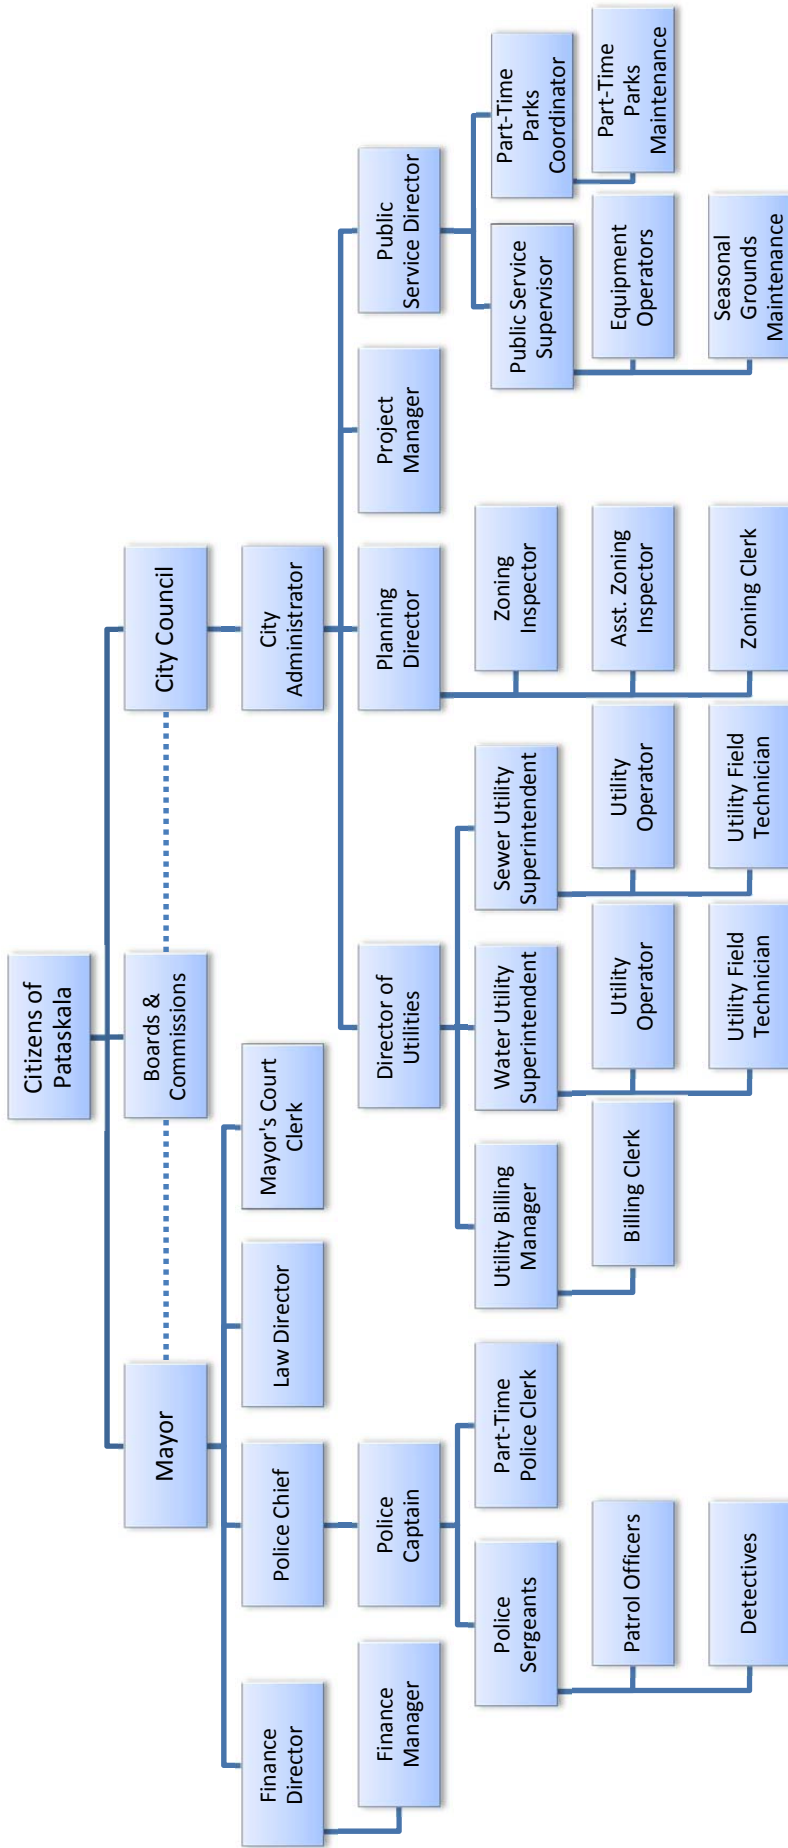 Citizens of
Pataskala
Mayor
Boards &
Commissions
City Council
Finance
Director
Police Chief
Law Director
Mayor's Court
Clerk
City
Administrator
Finance
Manager
Police
Captain
Director of
Utilities
Planning
Director
Project
Manager
Public
Service Director
Police
Sergeants
Part-Time
Police Clerk
Utility Billing
Manager
Water Utility
Superintendent
Sewer Utility
Superintendent
Zoning
Inspector
Public Service
Supervisor
Part-Time
Parks
Coordinator
Patrol Officers
Billing Clerk
Utility
Operator
Utility
Operator
Asst. Zoning
Inspector
Equipment
Operators
Part-Time
Parks
Maintenance
Detectives
Utility Field
Technician
Utility Field
Technician
Zoning Clerk
Seasonal
Grounds
Maintenance